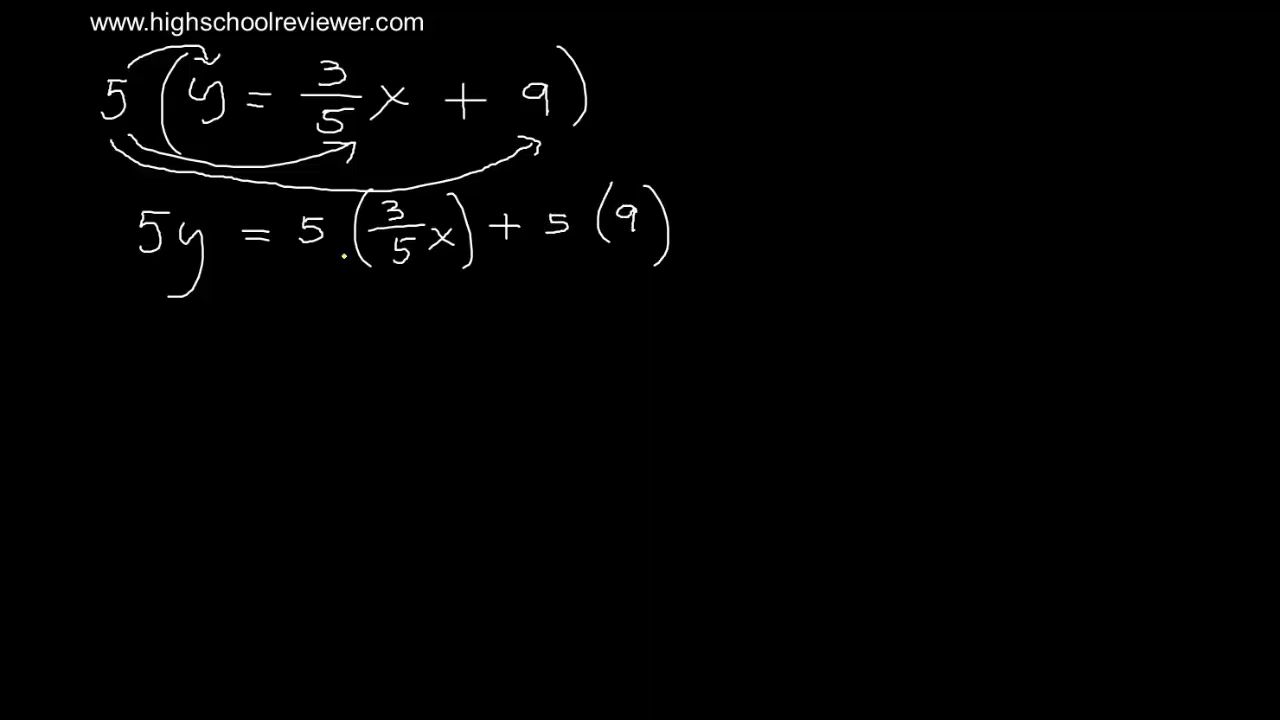 www.highschoolreviewer.com
5 (y = 3/5 x + 9)
5y = 5 (3/5 x) + 5 (9)